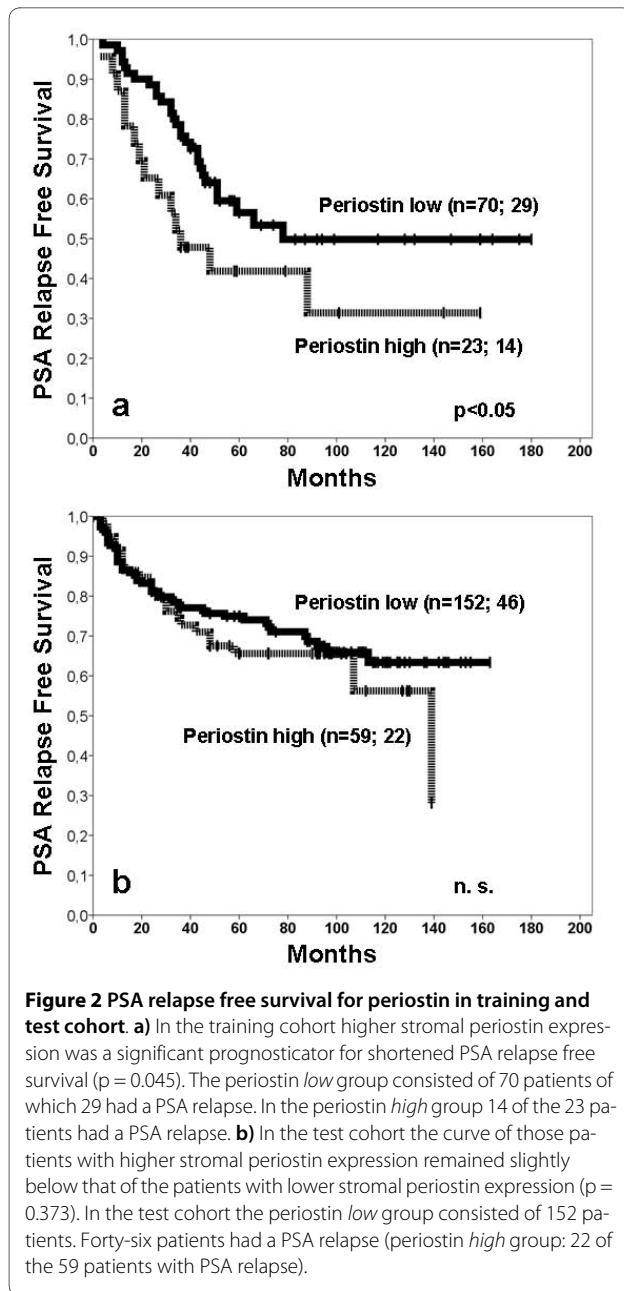 1,0
0,9
0,8
0,7
0,6
0,5
0,4
0,3
0,2
0,1
0,0
PSA Relapse Free Survival
Periostin low (n=70; 29)
Periostin high (n=23; 14)
a
p<0.05
0 20 40 60 80 100 120 140 160 180 200
Months
1,0
0,9
0,8
0,7
0,6
0,5
0,4
0,3
0,2
0,1
0,0
PSA Relapse Free Survival
Periostin low (n=152; 46)
Periostin high (n=59; 22)
b
n. s.
0 20 40 60 80 100 120 140 160 180 200
Months
Figure 2 PSA relapse free survival for periostin in training and
test cohort. a) In the training cohort higher stromal periostin expres-
sion was a significant prognosticator for shortened PSA relapse free
survival (p = 0.045). The periostin low group consisted of 70 patients of
which 29 had a PSA relapse. In the periostin high group 14 of the 23 pa-
tients had a PSA relapse. b) In the test cohort the curve of those pa-
tients with higher stromal periostin expression remained slightly
below that of the patients with lower stromal periostin expression (p =
0.373). In the test cohort the periostin low group consisted of 152 pa-
tients. Forty-six patients had a PSA relapse (periostin high group: 22 of
the 59 patients with PSA relapse).